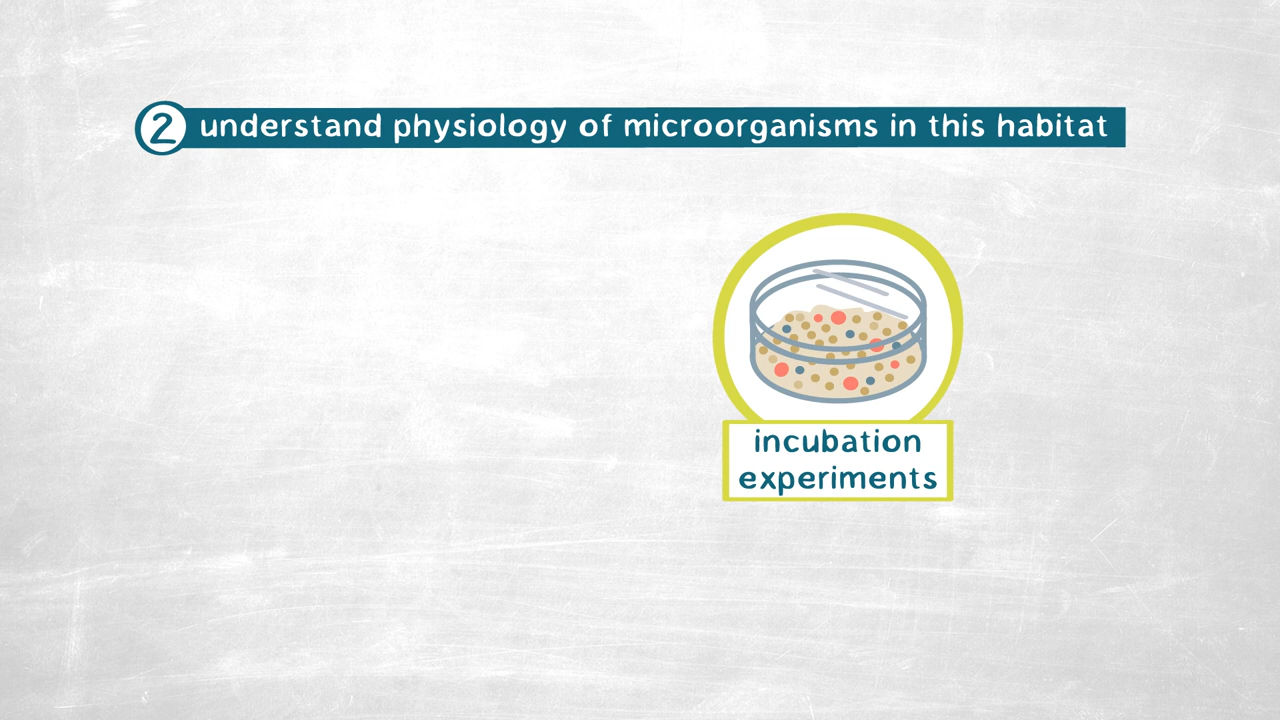 2 understand physiology of microorganisms in this habitat
incubation
experiments